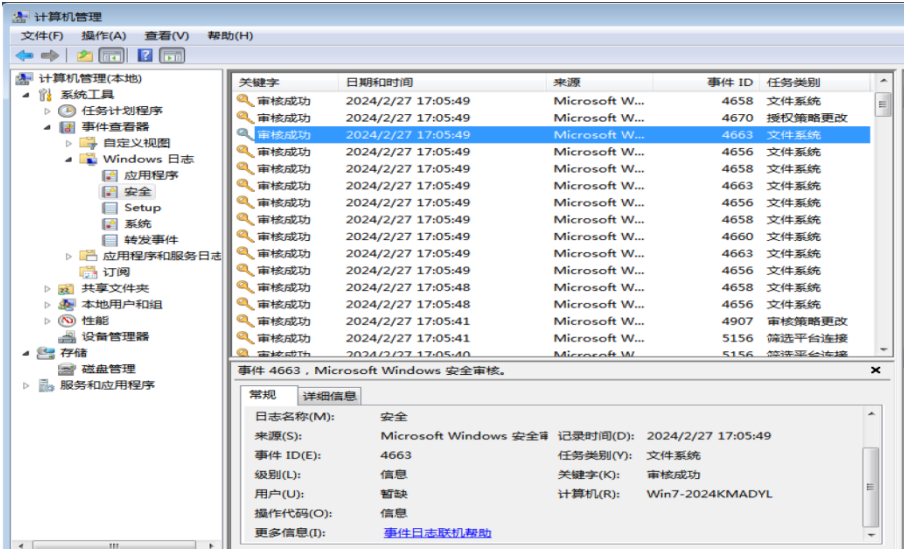 计算机管理
文件(F) 操作(A) 查看(V) 帮助(H)
计算机管理(本地)
系统工具
任务计划程序
事件查看器
自定义视图
Windows 日志
应用程序
安全
Setup
系统
转发事件
应用程序和服务日志
订阅
共享文件夹
本地用户和组
性能
设备管理器
存储
磁盘管理
服务和应用程序
关键字 日期和时间 来源 事件 ID 任务类别
审核成功 2024/2/27 17:05:49 Microsoft W... 4658 文件系统
审核成功 2024/2/27 17:05:49 Microsoft W... 4670 授权策略更改
审核成功 2024/2/27 17:05:49 Microsoft W... 4663 文件系统
审核成功 2024/2/27 17:05:49 Microsoft W... 4656 文件系统
审核成功 2024/2/27 17:05:49 Microsoft W... 4658 文件系统
审核成功 2024/2/27 17:05:49 Microsoft W... 4663 文件系统
审核成功 2024/2/27 17:05:49 Microsoft W... 4656 文件系统
审核成功 2024/2/27 17:05:49 Microsoft W... 4658 文件系统
审核成功 2024/2/27 17:05:49 Microsoft W... 4660 文件系统
审核成功 2024/2/27 17:05:49 Microsoft W... 4663 文件系统
审核成功 2024/2/27 17:05:49 Microsoft W... 4656 文件系统
审核成功 2024/2/27 17:05:48 Microsoft W... 4658 文件系统
审核成功 2024/2/27 17:05:48 Microsoft W... 4656 文件系统
审核成功 2024/2/27 17:05:41 Microsoft W... 4907 审核策略更改
审核成功 2024/2/27 17:05:41 Microsoft W... 5156 筛选平台连接
审核成功 2024/2/27 17:05:40 Microsoft W 5156 筛选平台连接
事件 4663，Microsoft Windows 安全审核。
常规 详细信息
日志名称(M): 安全
来源(S): Microsoft Windows 安全审 记录时间(D): 2024/2/27 17:05:49
事件 ID(E): 4663 任务类别(Y): 文件系统
级别(L): 信息 关键字(K): 审核成功
用户(U): 暂缺 计算机(R): Win7-2024KMADYL
操作代码(O): 信息
更多信息(I): 事件日志联机帮助